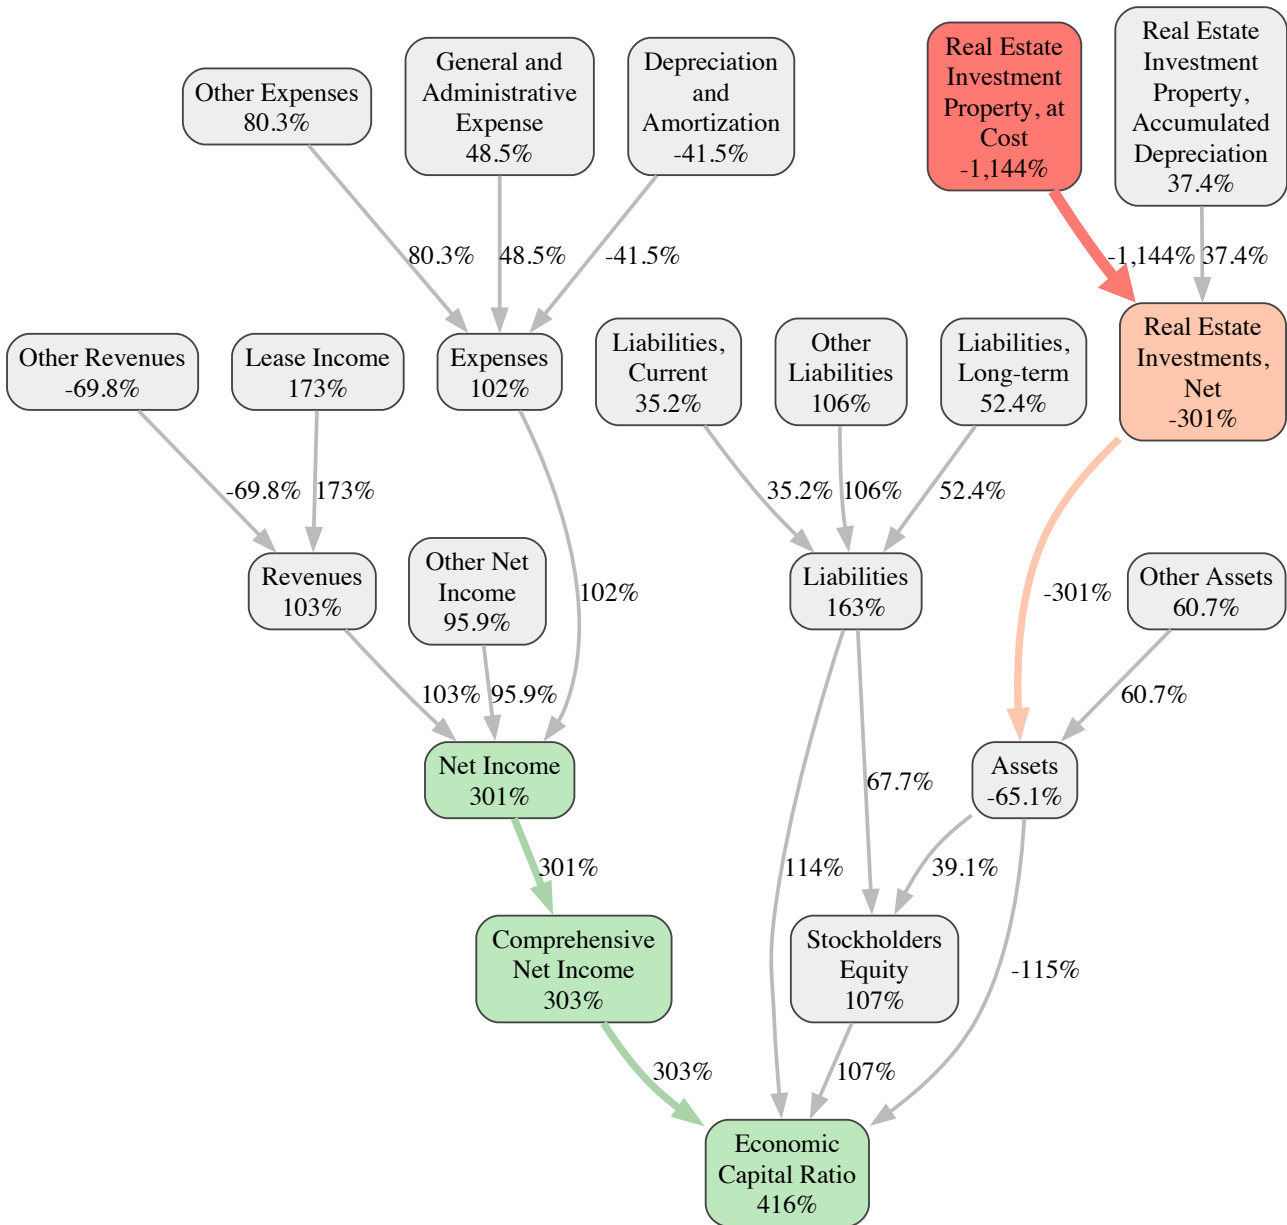 Real Estate
Investment
Property, at
Cost
-1,144%
Real Estate
Investment
Property,
Accumulated
Depreciation
37.4%
General and
Administrative
Expense
48.5%
Depreciation
and
Amortization
-41.5%
Other Expenses
80.3%
80.3%
48.5%
-41.5%
-1,144%
37.4%
Other Revenues
-69.8%
Lease Income
173%
Expenses
102%
Liabilities,
Current
35.2%
Other
Liabilities
106%
Liabilities,
Long-term
52.4%
Real Estate
Investments,
Net
-301%
-69.8%
173%
35.2%
106%
52.4%
Revenues
103%
Other Net
Income
95.9%
102%
Liabilities
163%
-301%
Other Assets
60.7%
103%
95.9%
60.7%
Net Income
301%
67.7%
Assets
-65.1%
301%
114%
39.1%
Comprehensive
Net Income
303%
Stockholders
Equity
107%
-115%
303%
107%
Economic
Capital Ratio
416%